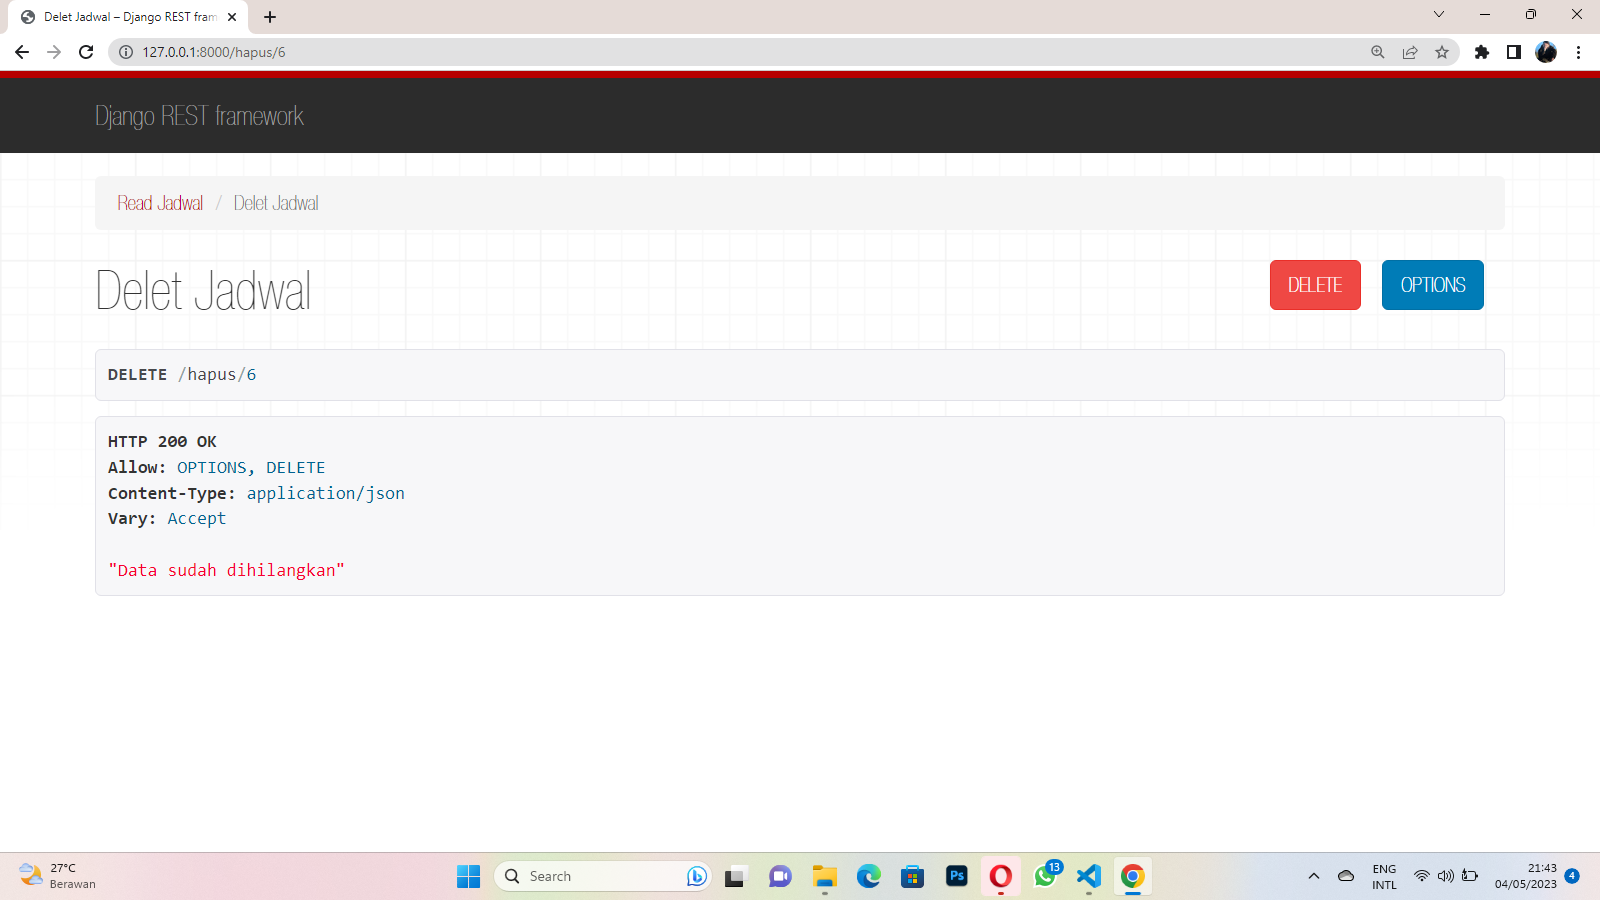 Delet Jadwal – Django REST fram
127.0.0.1:8000/hapus/6
Django REST framework
Read Jadwal / Delet Jadwal
Delet Jadwal
DELETE
OPTIONS
DELETE /hapus/6
HTTP 200 OK
Allow: OPTIONS, DELETE
Content-Type: application/json
Vary: Accept
"Data sudah dihilangkan"
27°C
Berawan
Search
Ps
13
ENG
INTL
21:43
04/05/2023
4